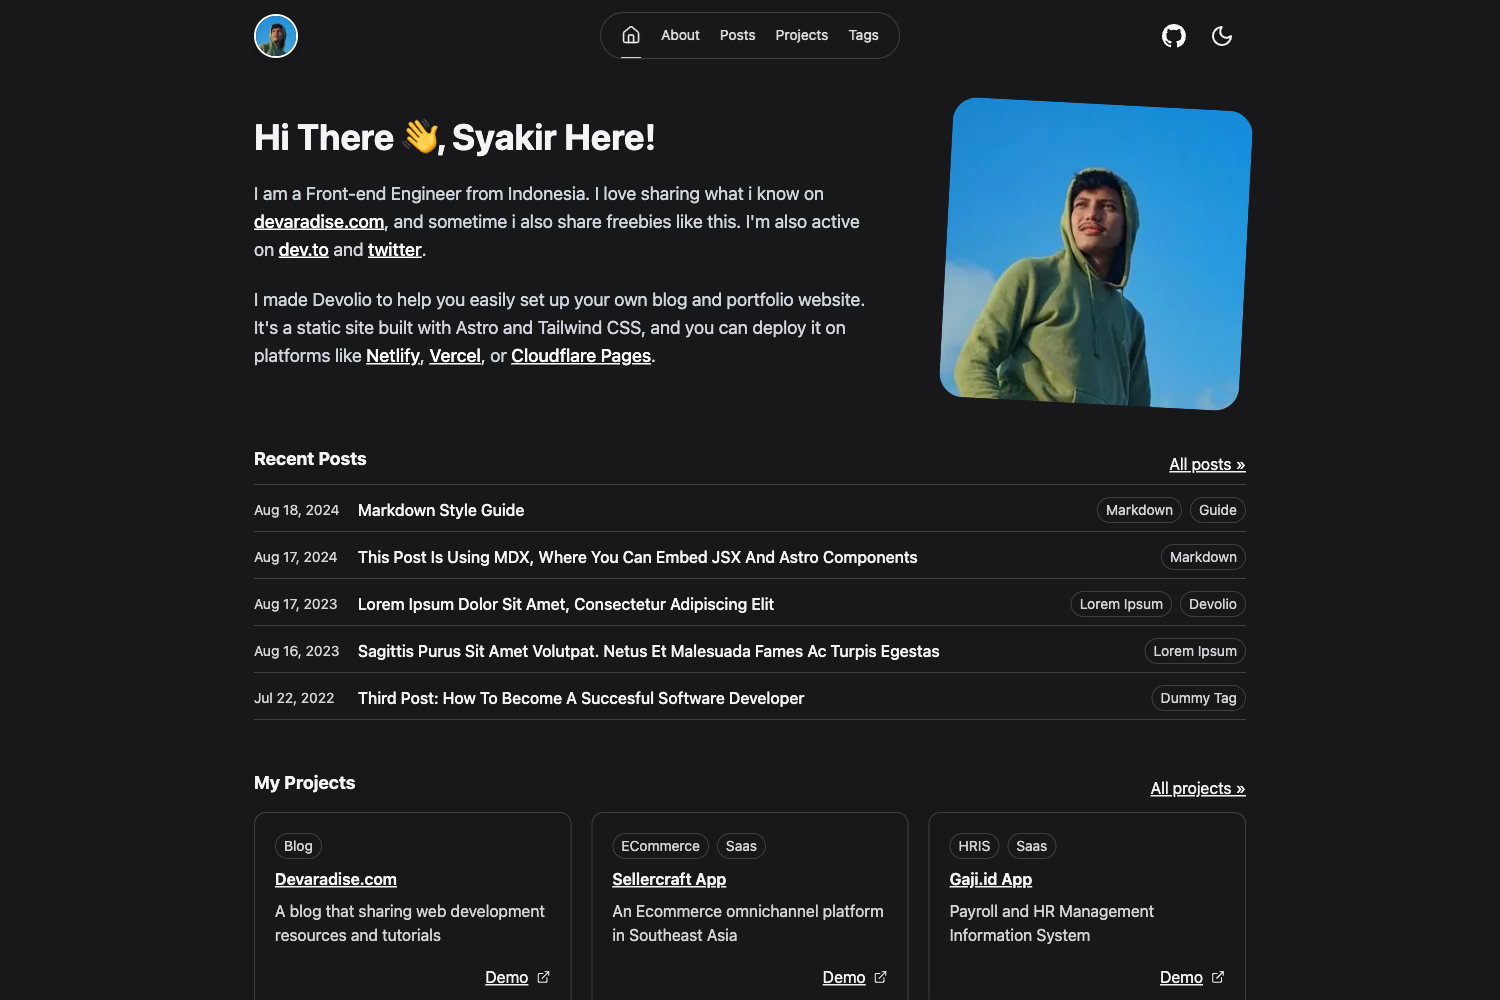 About Posts Projects Tags
Hi There 👋, Syakir Here!
I am a Front-end Engineer from Indonesia. I love sharing what i know on
devaradise.com, and sometime i also share freebies like this. I'm also active
on dev.to and twitter.
I made Devolio to help you easily set up your own blog and portfolio website.
It's a static site built with Astro and Tailwind CSS, and you can deploy it on
platforms like Netlify, Vercel, or Cloudflare Pages.
Recent Posts All posts »
Aug 18, 2024 Markdown Style Guide Markdown Guide
Aug 17, 2024 This Post Is Using MDX, Where You Can Embed JSX And Astro Components Markdown
Aug 17, 2023 Lorem Ipsum Dolor Sit Amet, Consectetur Adipiscing Elit Lorem Ipsum Devolio
Aug 16, 2023 Sagittis Purus Sit Amet Volutpat. Netus Et Malesuada Fames Ac Turpis Egestas Lorem Ipsum
Jul 22, 2022 Third Post: How To Become A Succesful Software Developer Dummy Tag
My Projects All projects »
Blog
Devaradise.com
A blog that sharing web development
resources and tutorials
Demo
ECommerce Saas
Sellercraft App
An Ecommerce omnichannel platform
in Southeast Asia
Demo
HRIS Saas
Gaji.id App
Payroll and HR Management
Information System
Demo